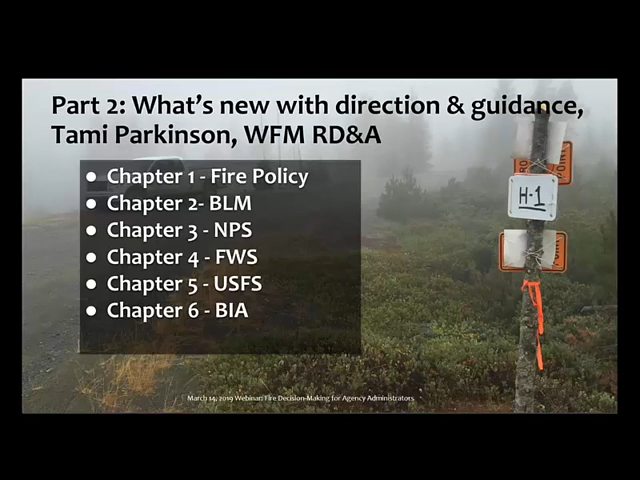 Part 2: What's new with direction & guidance,
Tami Parkinson, WFM RD&A
● Chapter 1 - Fire Policy
● Chapter 2- BLM
● Chapter 3 - NPS
● Chapter 4 - FWS
● Chapter 5 - USFS
● Chapter 6 - BIA
H-1
March 14, 2019 Webinar: Fire Decision-Making for Agency Administrators